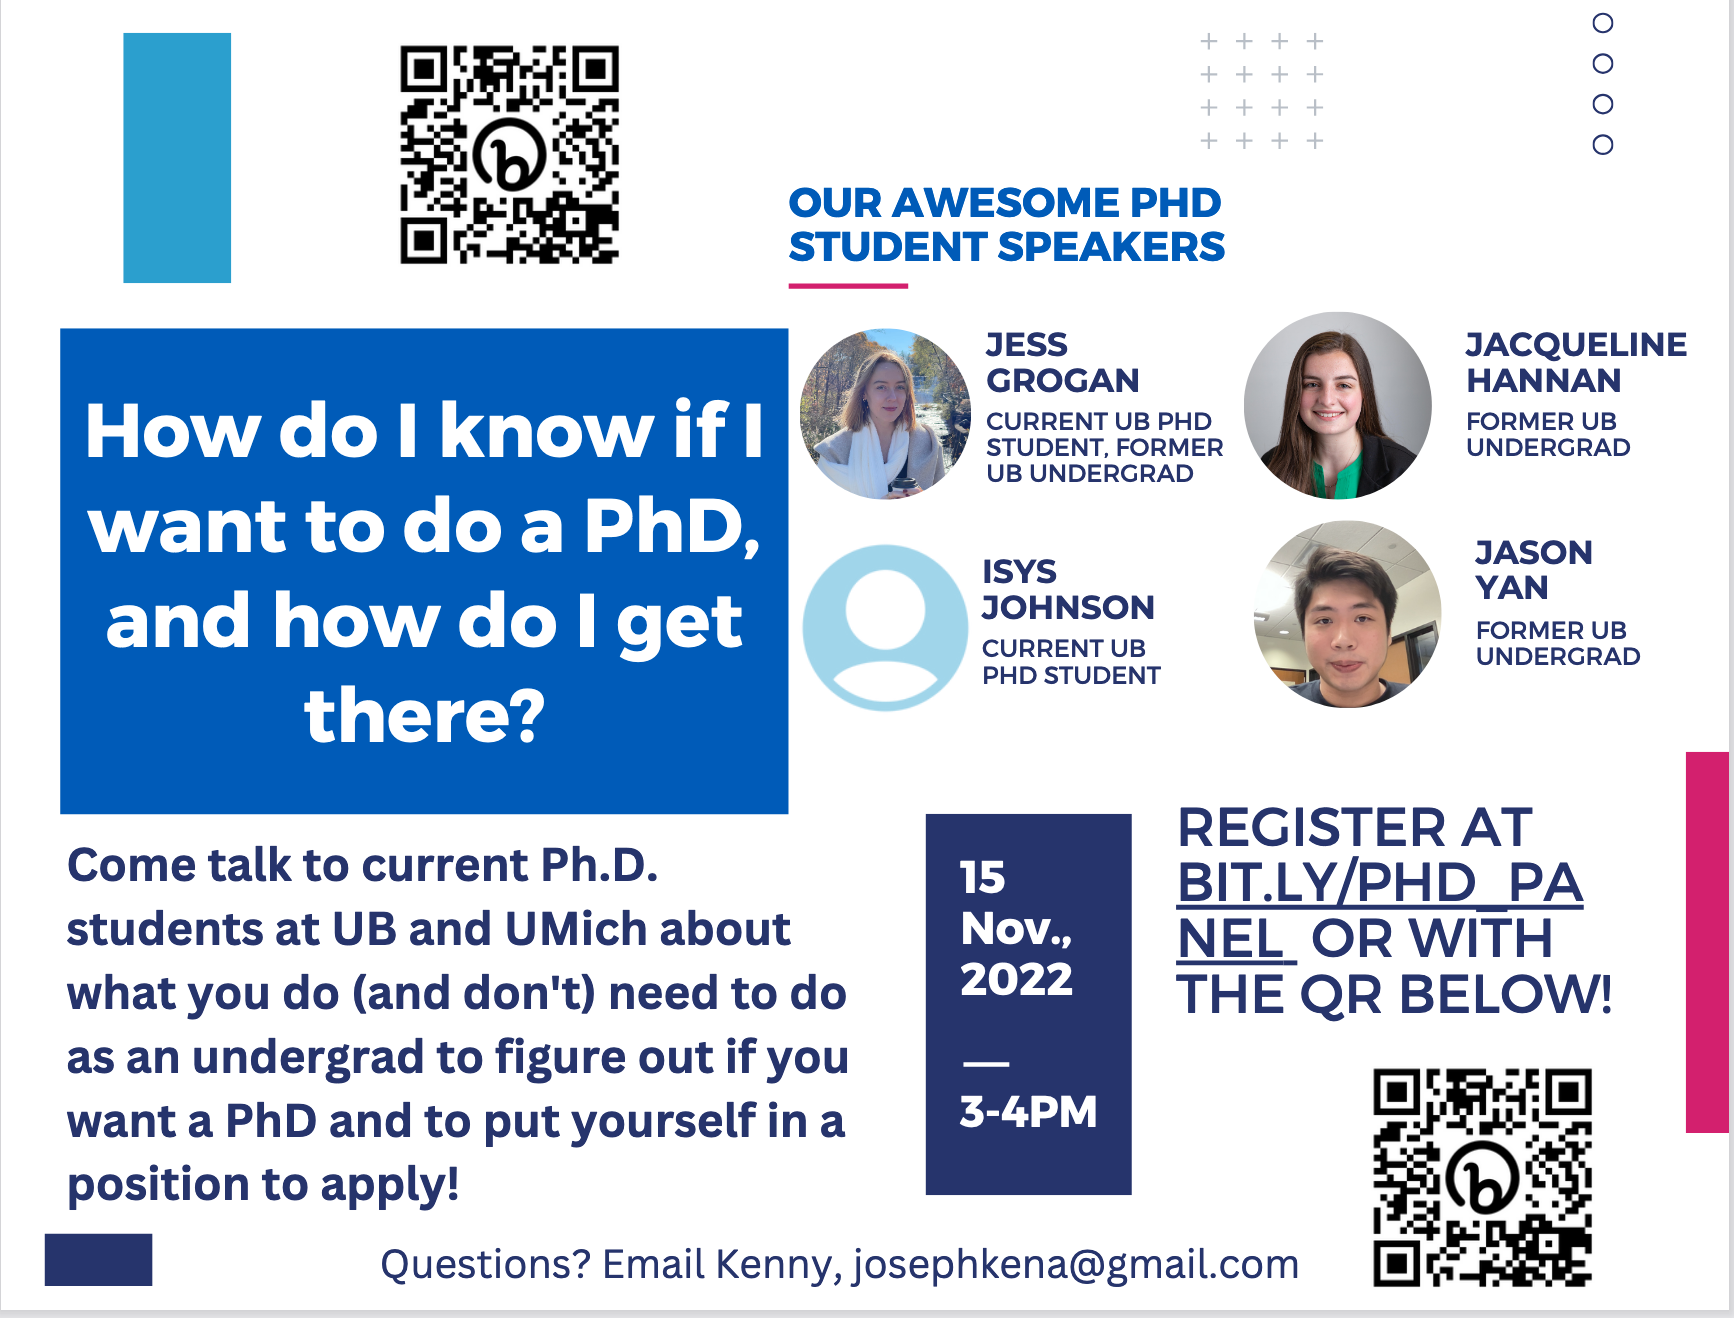 OUR AWESOME PHD
STUDENT SPEAKERS
How do I know if I
want to do a PhD,
and how do I get
there?
JESS
GROGAN
CURRENT UB PHD
STUDENT, FORMER
UB UNDERGRAD
JACQUELINE
HANNAN
FORMER UB
UNDERGRAD
ISYS
JOHNSON
CURRENT UB
PHD STUDENT
JASON
YAN
FORMER UB
UNDERGRAD
Come talk to current Ph.D.
students at UB and UMich about
what you do (and don't) need to do
as an undergrad to figure out if you
want a PhD and to put yourself in a
position to apply!
15
Nov.,
2022
3-4PM
REGISTER AT
BIT.LY/PHD_PA
NEL OR WITH
THE QR BELOW!
Questions? Email Kenny, josephkena@gmail.com